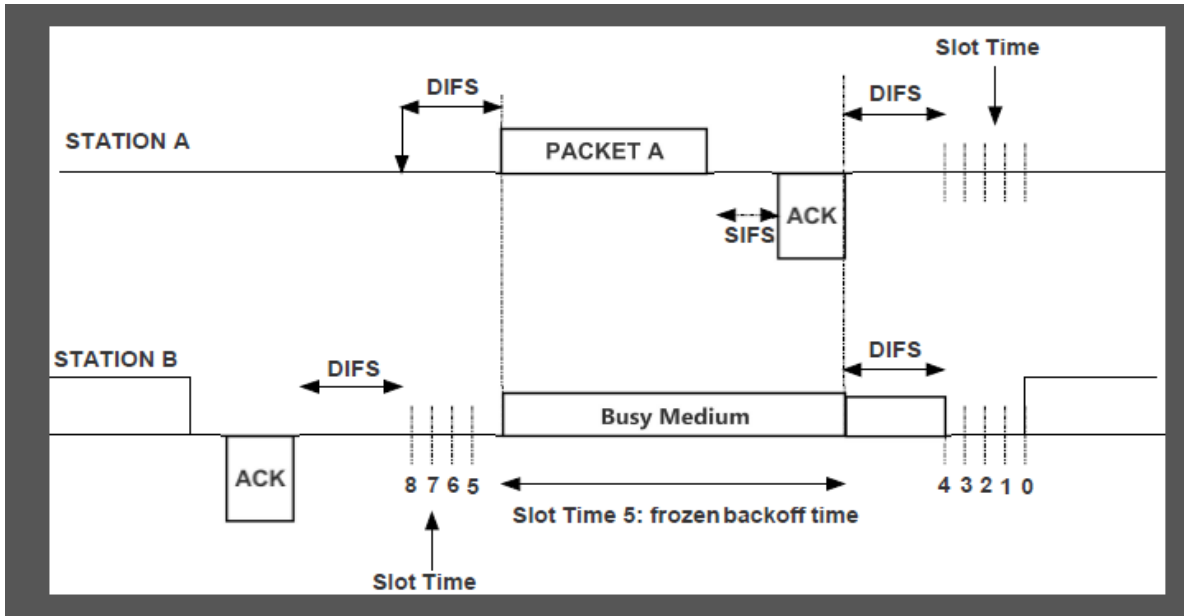 Slot Time
DIFS
DIFS
STATION A
PACKET A
ACK
SIFS
STATION B
DIFS
DIFS
Busy Medium
ACK
8 7 6 5
4 3 2 1 0
Slot Time 5: frozen backoff time
Slot Time